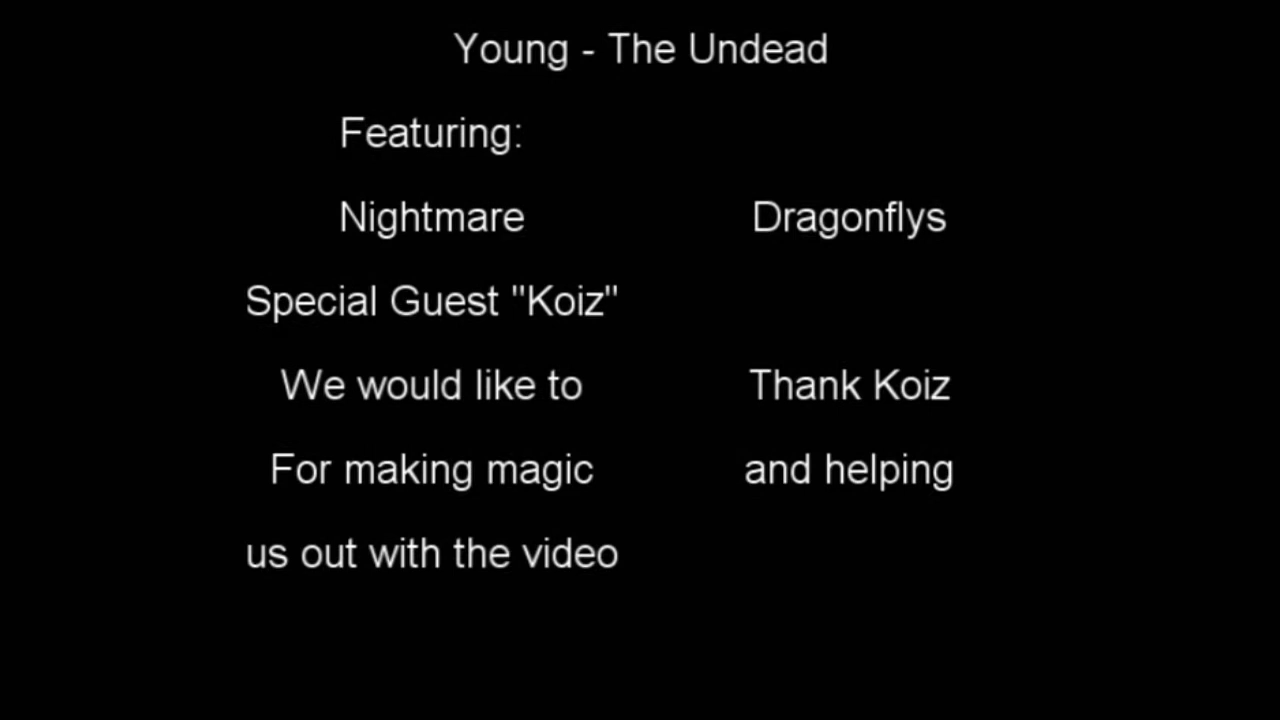 Young - The Undead
Featuring:
Nightmare Dragonflys
Special Guest "Koiz"
We would like to Thank Koiz
For making magic and helping
us out with the video